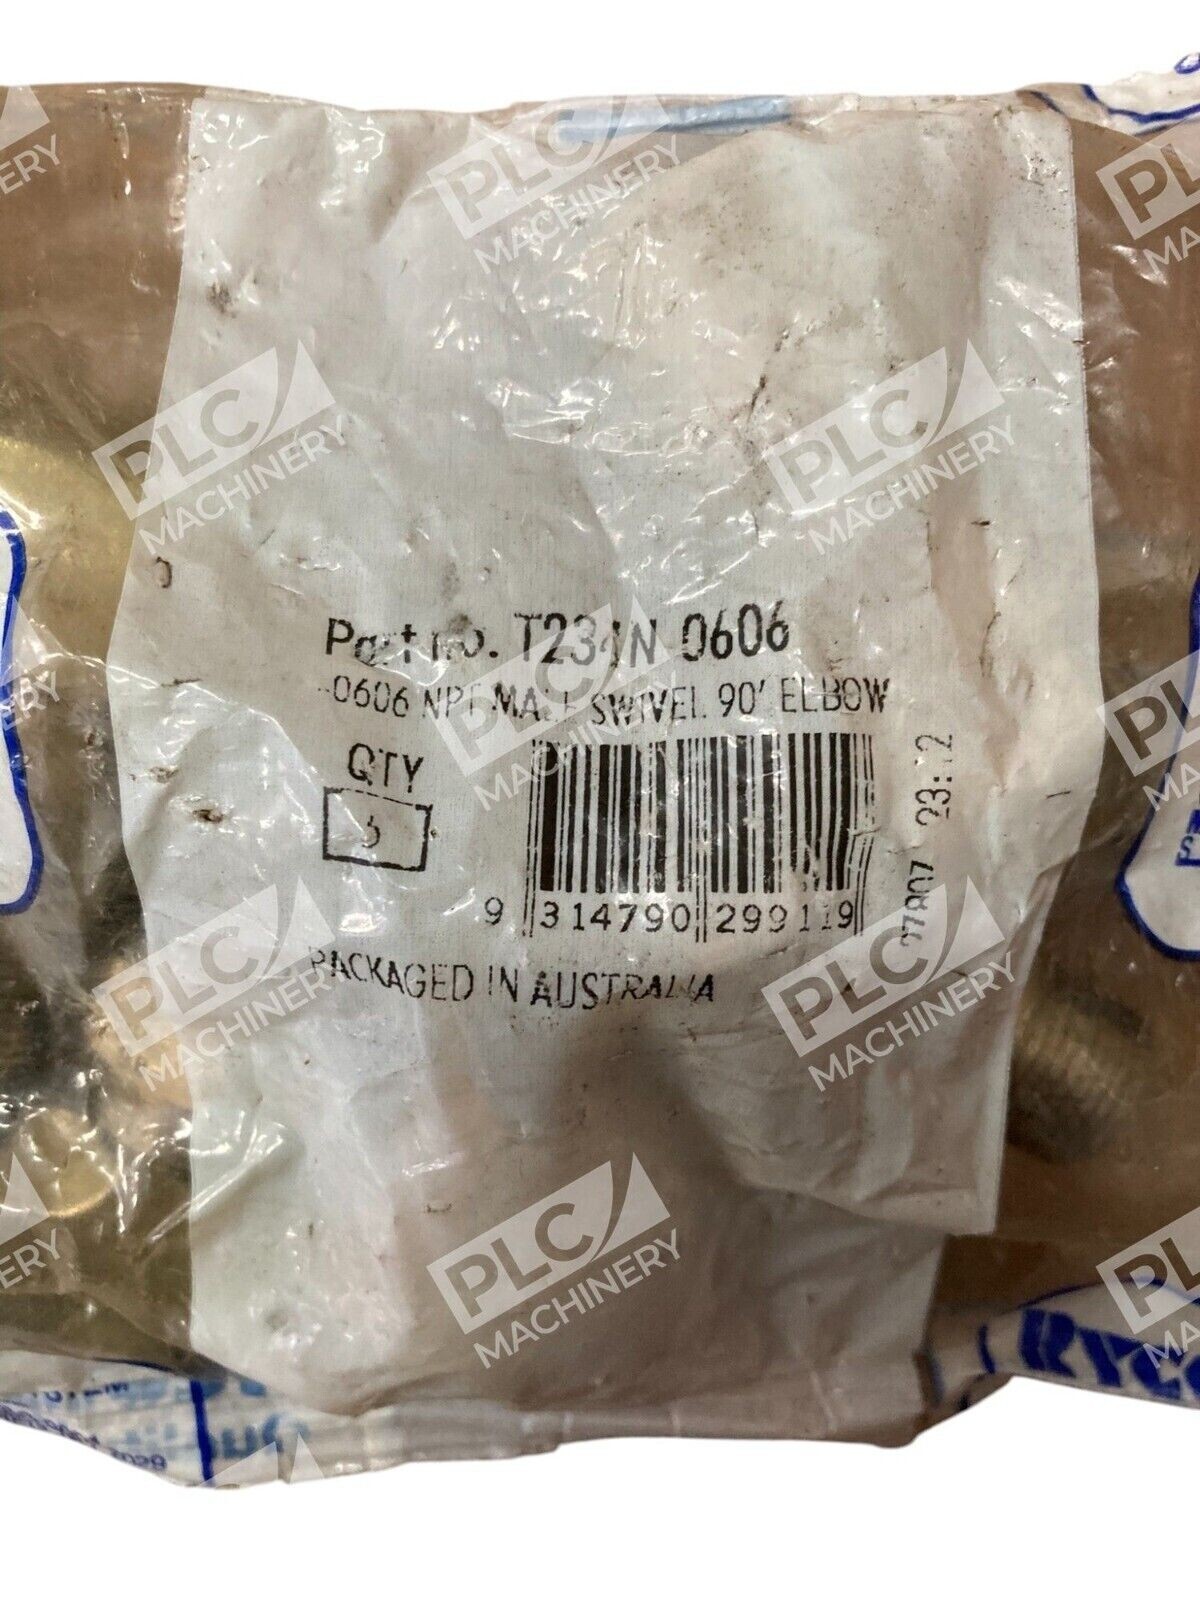 Part no. T234N 0606
0606 NPT MALE SWIVEL 90' ELBOW
QTY
9 314790 299119
23:12
PACKAGED IN AUSTRALIA
RYCO
PLC MACHINERY